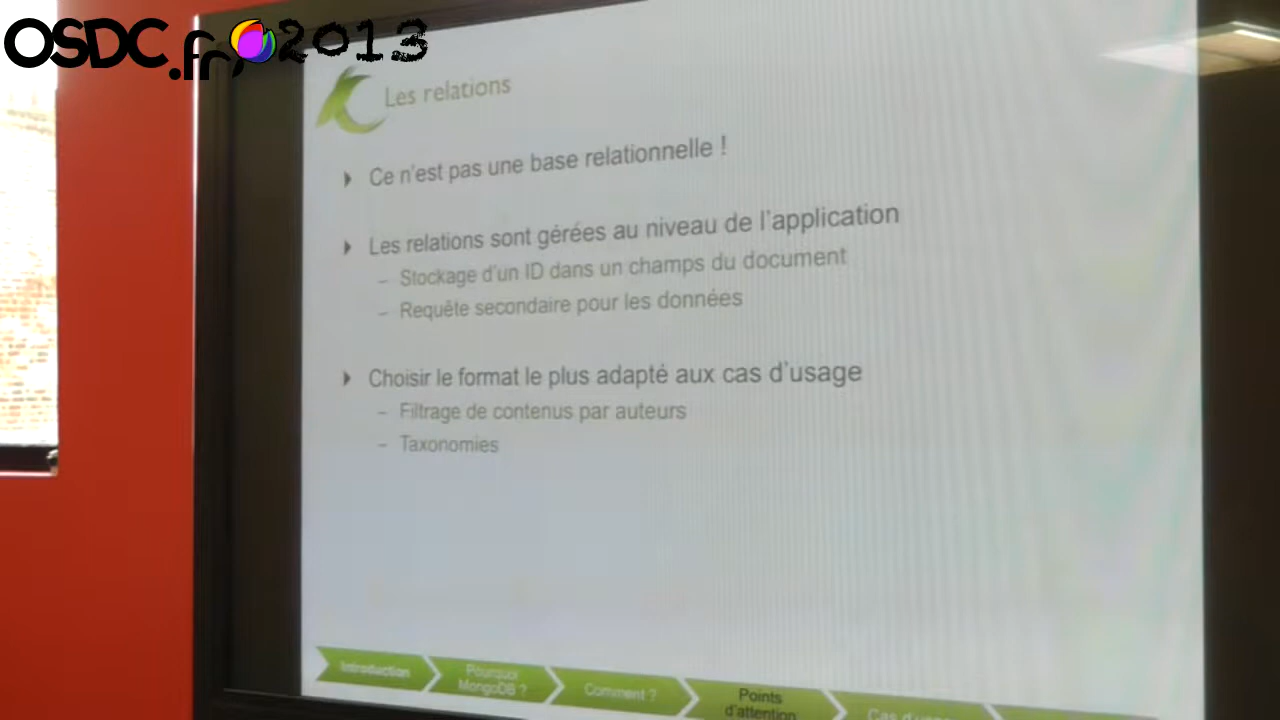 OSDC.fr 2013
Les relations
Ce n'est pas une base relationnelle !
Les relations sont gérées au niveau de l'application
– Stockage d'un ID dans un champs du document
– Requête secondaire pour les données
Choisir le format le plus adapté aux cas d'usage
– Filtrage de contenus par auteurs
– Taxonomies
Introduction
Pourquoi
MongoDB ?
Comment ?
Points
d'attention